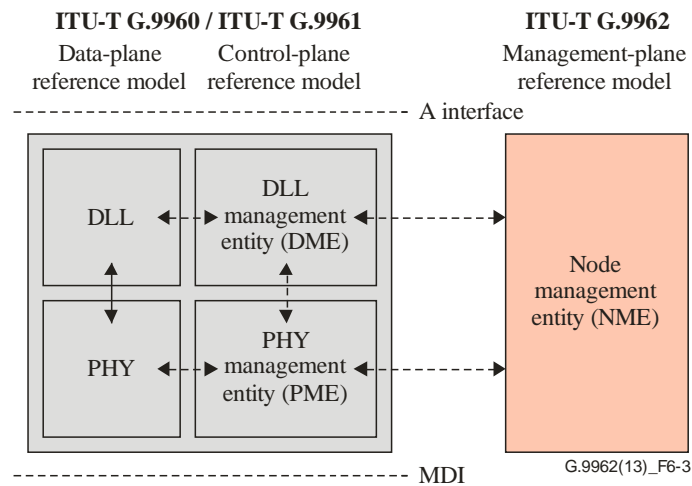 ITU-T G.9960 / ITU-T G.9961
Data-plane
reference model
Control-plane
reference model
ITU-T G.9962
Management-plane
reference model
A interface
DLL
DLL
management
entity (DME)
PHY
PHY
management
entity (PME)
Node
management
entity (NME)
MDI
G.9962(13)_F6-3